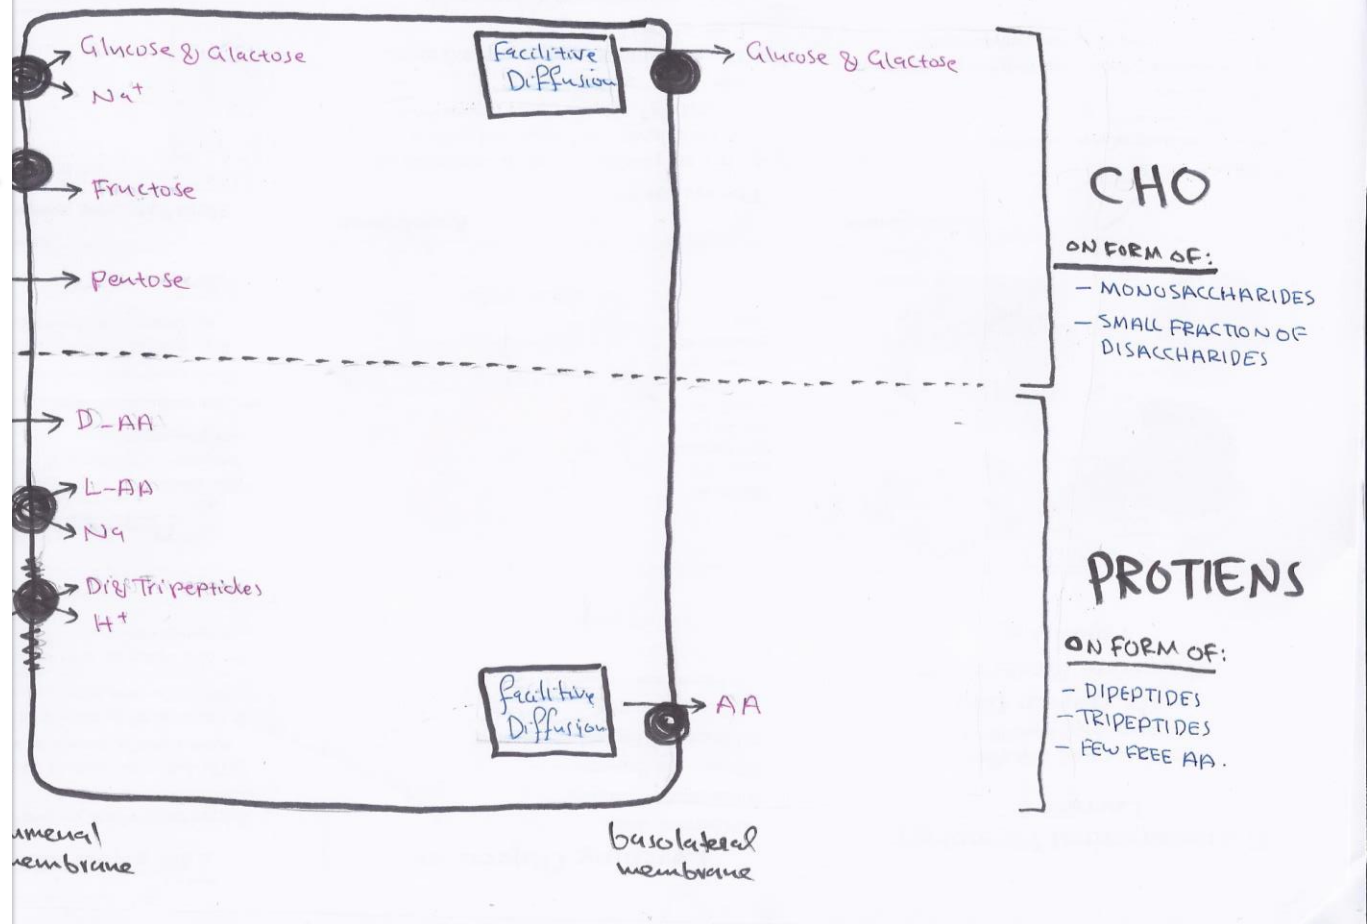 Glucose & Glactose
Na+
Fructose
Pentose
D-AA
L-AA
Na
Di & Tripeptides
H+
Facilitive
Diffusion
Glucose & Glactose
facilitive
Diffusion
AA
umenal
membrane
basolateral
membrane
CHO
ON FORM OF:
- MONOSACCHARIDES
- SMALL FRACTION OF
DISACCHARIDES
PROTIENS
ON FORM OF:
- DIPEPTIDES
- TRIPEPTIDES
- FEW FREE AA.